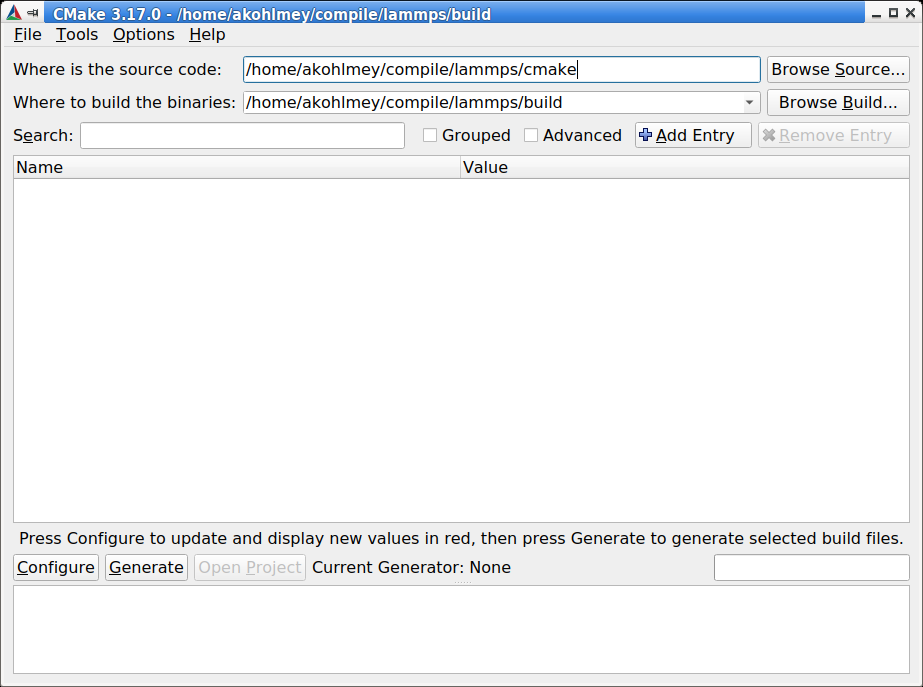 CMake 3.17.0 - /home/akohlmey/compile/lammps/build
File Tools Options Help
Where is the source code: /home/akohlmey/compile/lammps/cmake Browse Source...
Where to build the binaries: /home/akohlmey/compile/lammps/build Browse Build...
Search: Grouped Advanced Add Entry Remove Entry
Name Value
Press Configure to update and display new values in red, then press Generate to generate selected build files.
Configure Generate Open Project Current Generator: None